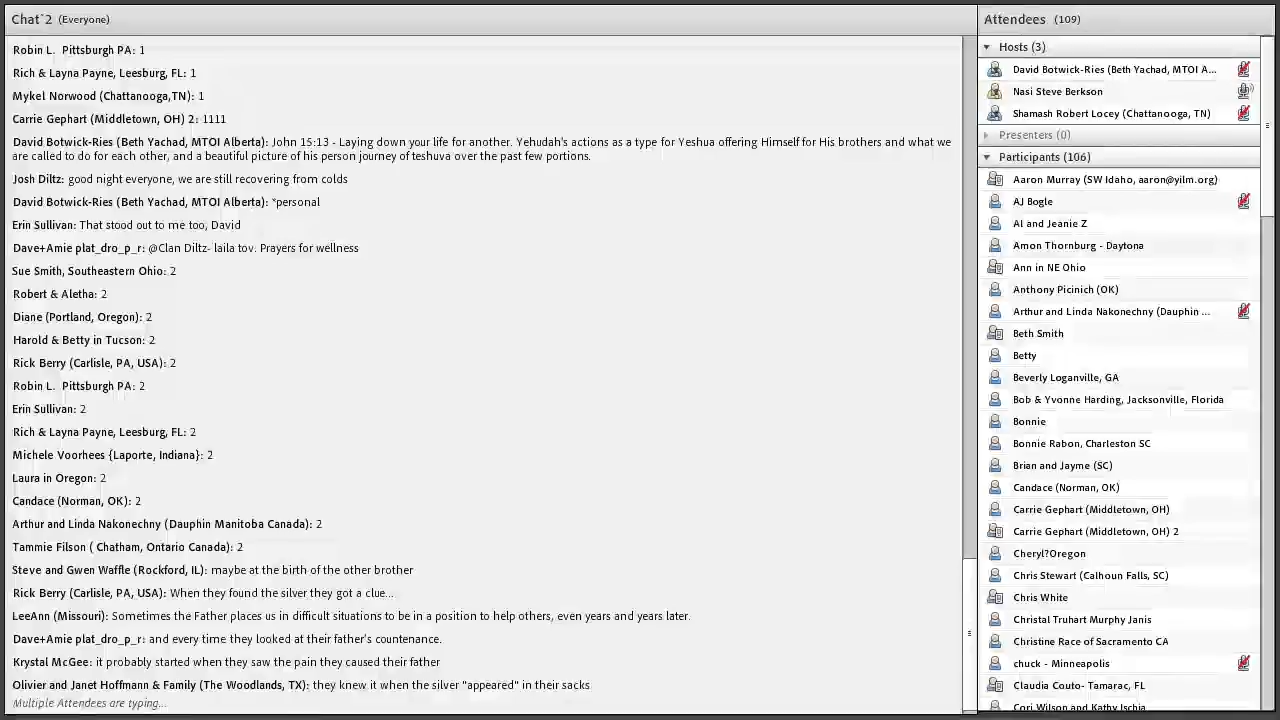 Chat`2 (Everyone)
Robin L. Pittsburgh PA: 1
Rich & Layna Payne, Leesburg, FL: 1
Mykel Norwood (Chattanooga,TN): 1
Carrie Gephart (Middletown, OH) 2: 1111
David Botwick-Ries (Beth Yachad, MTOI Alberta): John 15:13 - Laying down your life for another. Yehudah's actions as a type for Yeshua offering Himself for His brothers and what we
are called to do for each other, and a beautiful picture of his person journey of teshuva over the past few portions.
Josh Diltz: good night everyone, we are still recovering from colds
David Botwick-Ries (Beth Yachad, MTOI Alberta): *personal
Erin Sullivan: That stood out to me too, David
Dave+Amie plat_dro_p_r: @Clan Diltz- laila tov. Prayers for wellness
Sue Smith, Southeastern Ohio: 2
Robert & Aletha: 2
Diane (Portland, Oregon): 2
Harold & Betty in Tucson: 2
Rick Berry (Carlisle, PA, USA): 2
Robin L. Pittsburgh PA: 2
Erin Sullivan: 2
Rich & Layna Payne, Leesburg, FL: 2
Michele Voorhees {Laporte, Indiana}: 2
Laura in Oregon: 2
Candace (Norman, OK): 2
Arthur and Linda Nakonechny (Dauphin Manitoba Canada): 2
Tammie Filson ( Chatham, Ontario Canada): 2
Steve and Gwen Waffle (Rockford, IL): maybe at the birth of the other brother
Rick Berry (Carlisle, PA, USA): When they found the silver they got a clue...
LeeAnn (Missouri): Sometimes the Father places us in difficult situations to be in a position to help others, even years and years later.
Dave+Amie plat_dro_p_r: and every time they looked at their father's countenance.
Krystal McGee: it probably started when they saw the pain they caused their father
Olivier and Janet Hoffmann & Family (The Woodlands, TX): they knew it when the silver "appeared" in their sacks
Multiple Attendees are typing...
Attendees (109)
Hosts (3)
David Botwick-Ries (Beth Yachad, MTOI A...
Nasi Steve Berkson
Shamash Robert Locey (Chattanooga, TN)
Presenters (0)
Participants (106)
Aaron Murray (SW Idaho, aaron@yilm.org)
AJ Bogle
Al and Jeanie Z
Amon Thornburg - Daytona
Ann in NE Ohio
Anthony Picinich (OK)
Arthur and Linda Nakonechny (Dauphin ...
Beth Smith
Betty
Beverly Loganville, GA
Bob & Yvonne Harding, Jacksonville, Florida
Bonnie
Bonnie Rabon, Charleston SC
Brian and Jayme (SC)
Candace (Norman, OK)
Carrie Gephart (Middletown, OH)
Carrie Gephart (Middletown, OH) 2
Cheryl?Oregon
Chris Stewart (Calhoun Falls, SC)
Chris White
Christal Truhart Murphy Janis
Christine Race of Sacramento CA
chuck - Minneapolis
Claudia Couto- Tamarac, FL
Cori Wilson and Kathy Ischia